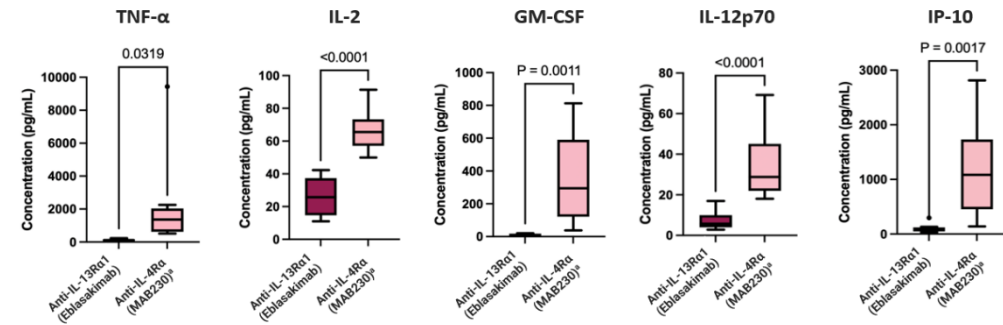 TNF-α
0.0319
Concentration (pg/mL)
10000
8000
6000
4000
2000
0
Anti-IL-13Rα1
(Eblasakimab)
Anti-IL-4Rα
(MAB230)ᵃ
IL-2
<0.0001
Concentration (pg/mL)
100
80
60
40
20
0
Anti-IL-13Rα1
(Eblasakimab)
Anti-IL-4Rα
(MAB230)ᵃ
GM-CSF
P = 0.0011
Concentration (pg/mL)
1000
800
600
400
200
0
Anti-IL-13Rα1
(Eblasakimab)
Anti-IL-4Rα
(MAB230)ᵃ
IL-12p70
<0.0001
Concentration (pg/mL)
80
60
40
20
0
Anti-IL-13Rα1
(Eblasakimab)
Anti-IL-4Rα
(MAB230)ᵃ
IP-10
P = 0.0017
Concentration (pg/mL)
3000
2000
1000
0
Anti-IL-13Rα1
(Eblasakimab)
Anti-IL-4Rα
(MAB230)ᵃ